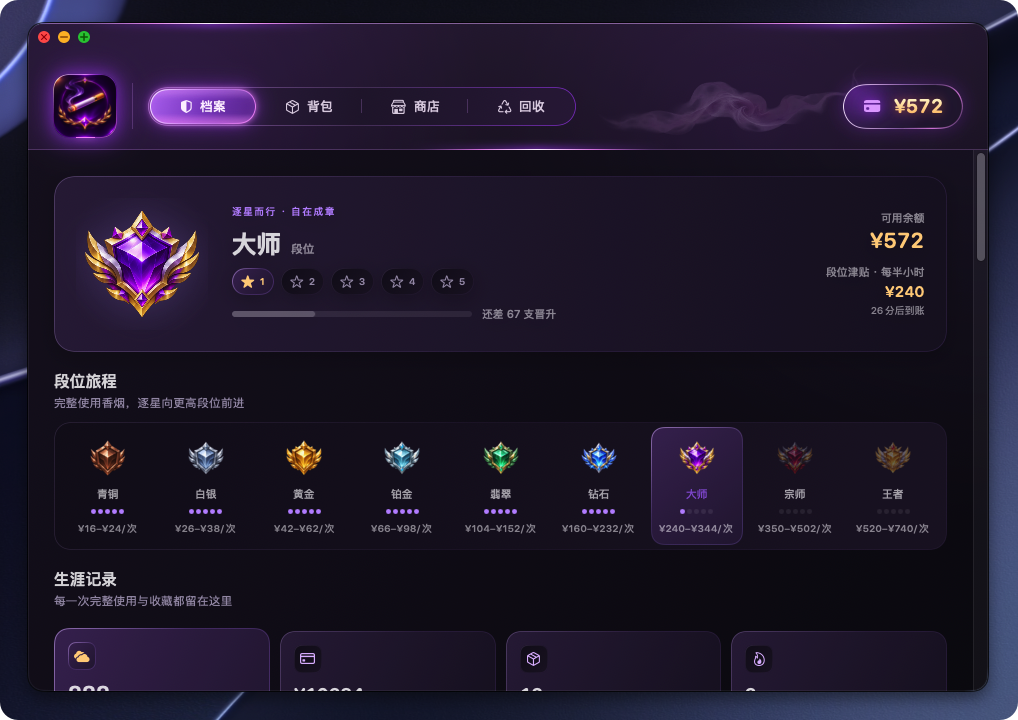 档案
背包
商店
回收
¥572
逐星而行 · 自在成章
大师 段位
1 2 3 4 5
还差 67 支晋升
可用余额
¥572
段位津贴 · 每半小时
¥240
26 分后到账
段位旅程
完整使用香烟，逐星向更高段位前进
青铜
¥16–¥24/次
白银
¥26–¥38/次
黄金
¥42–¥62/次
铂金
¥66–¥98/次
翡翠
¥104–¥152/次
钻石
¥160–¥232/次
大师
¥240–¥344/次
宗师
¥350–¥502/次
王者
¥520–¥740/次
生涯记录
每一次完整使用与收藏都留在这里